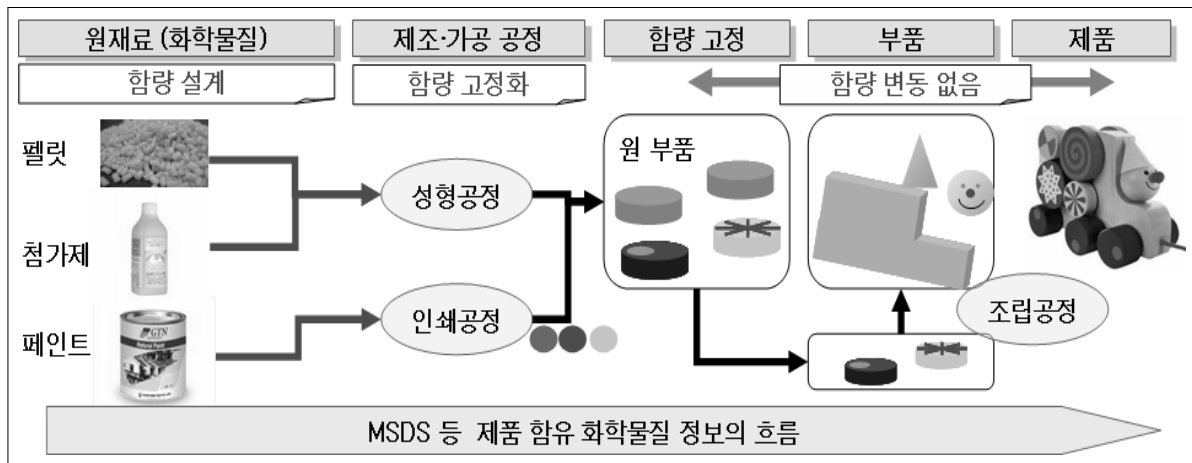 원재료 (화학물질)
제조·가공 공정
함량 고정
부품
제품
함량 설계
함량 고정화
함량 변동 없음
펠릿
첨가제
페인트
성형공정
인쇄공정
원 부품
조립공정
GTN
Natural Paint
MSDS 등 제품 함유 화학물질 정보의 흐름